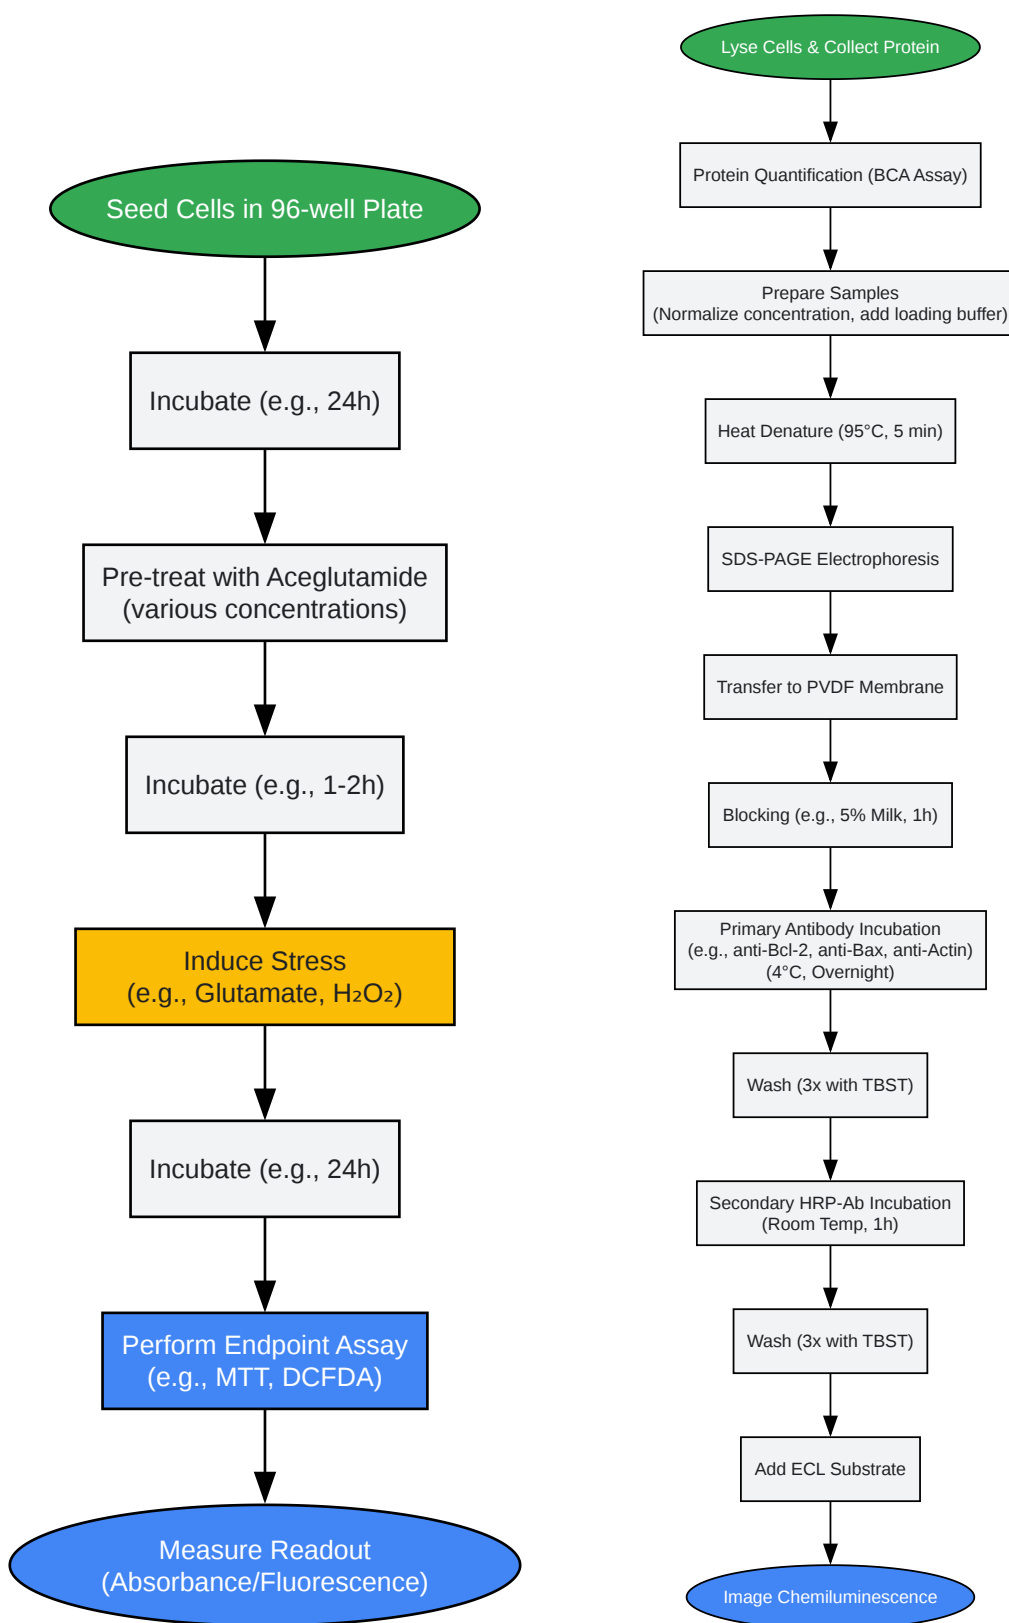 Seed Cells in 96-well Plate
Incubate (e.g., 24h)
Pre-treat with Aceglutamide
(various concentrations)
Incubate (e.g., 1-2h)
Induce Stress
(e.g., Glutamate, H₂O₂)
Incubate (e.g., 24h)
Perform Endpoint Assay
(e.g., MTT, DCFDA)
Measure Readout
(Absorbance/Fluorescence)
Lyse Cells & Collect Protein
Protein Quantification (BCA Assay)
Prepare Samples
(Normalize concentration, add loading buffer)
Heat Denature (95°C, 5 min)
SDS-PAGE Electrophoresis
Transfer to PVDF Membrane
Blocking (e.g., 5% Milk, 1h)
Primary Antibody Incubation
(e.g., anti-Bcl-2, anti-Bax, anti-Actin)
(4°C, Overnight)
Wash (3x with TBST)
Secondary HRP-Ab Incubation
(Room Temp, 1h)
Wash (3x with TBST)
Add ECL Substrate
Image Chemiluminescence